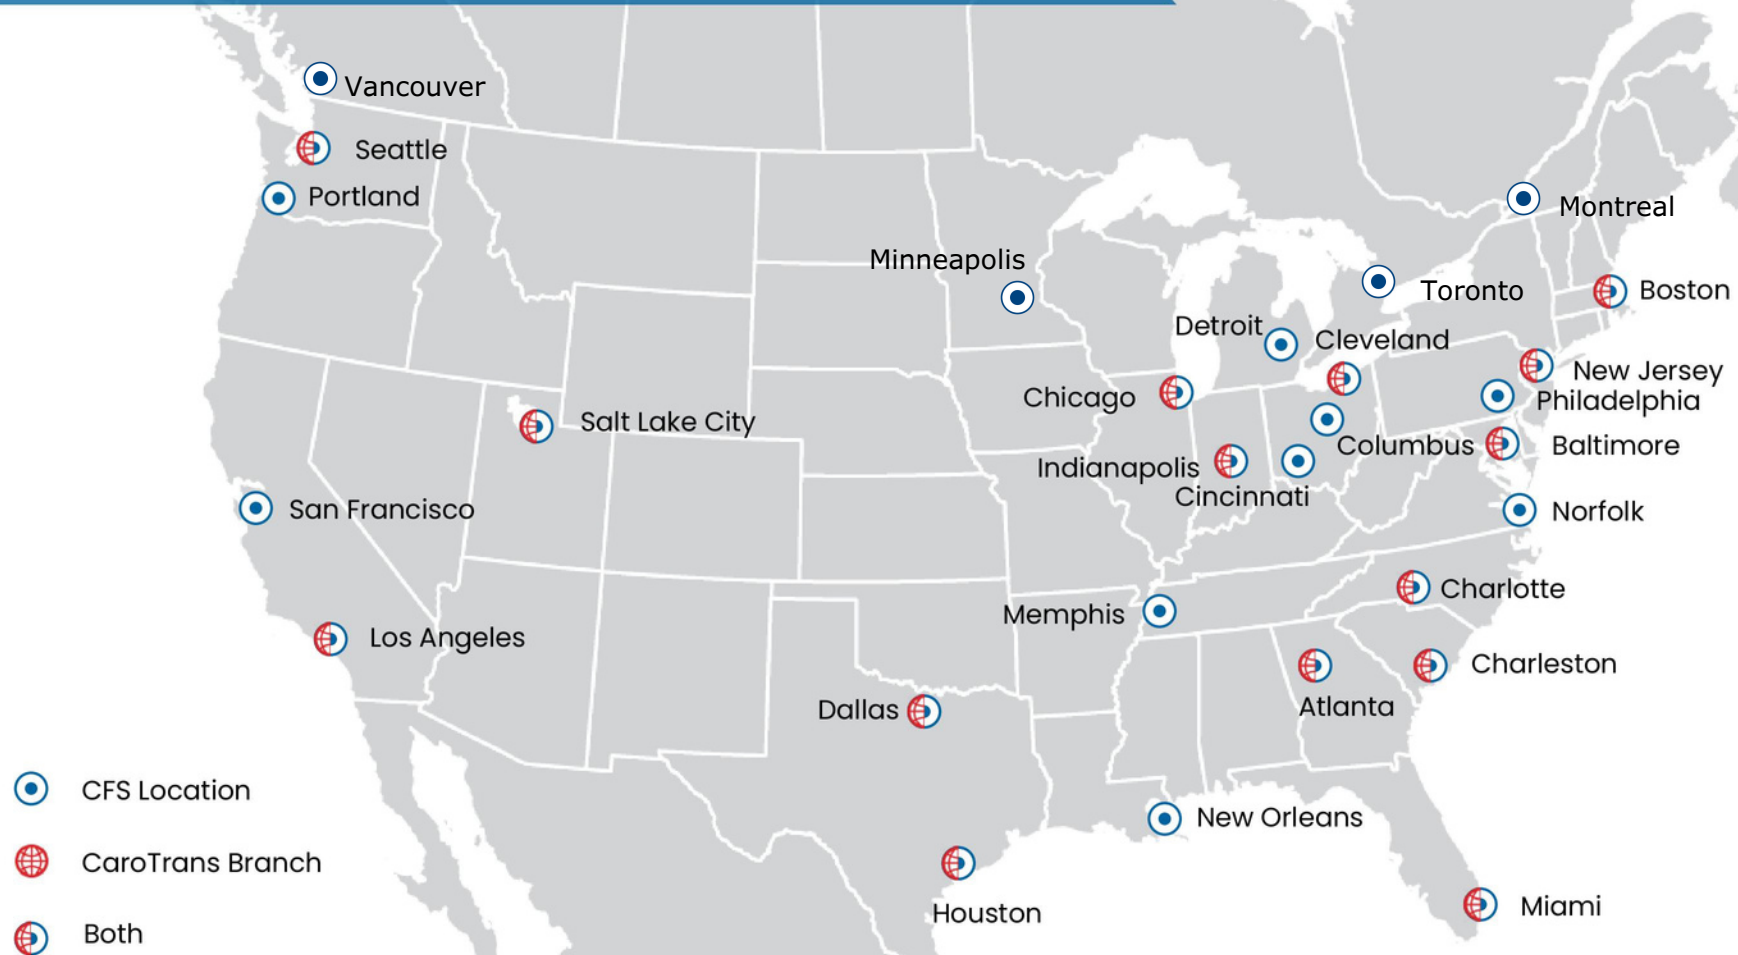 Vancouver
Seattle
Portland
Montreal
Minneapolis
Toronto
Boston
Detroit
Cleveland
New Jersey
Chicago
Philadelphia
Salt Lake City
Columbus
Baltimore
Indianapolis
Cincinnati
San Francisco
Norfolk
Charlotte
Memphis
Los Angeles
Charleston
Atlanta
Dallas
CFS Location
New Orleans
CaroTrans Branch
Houston
Miami
Both